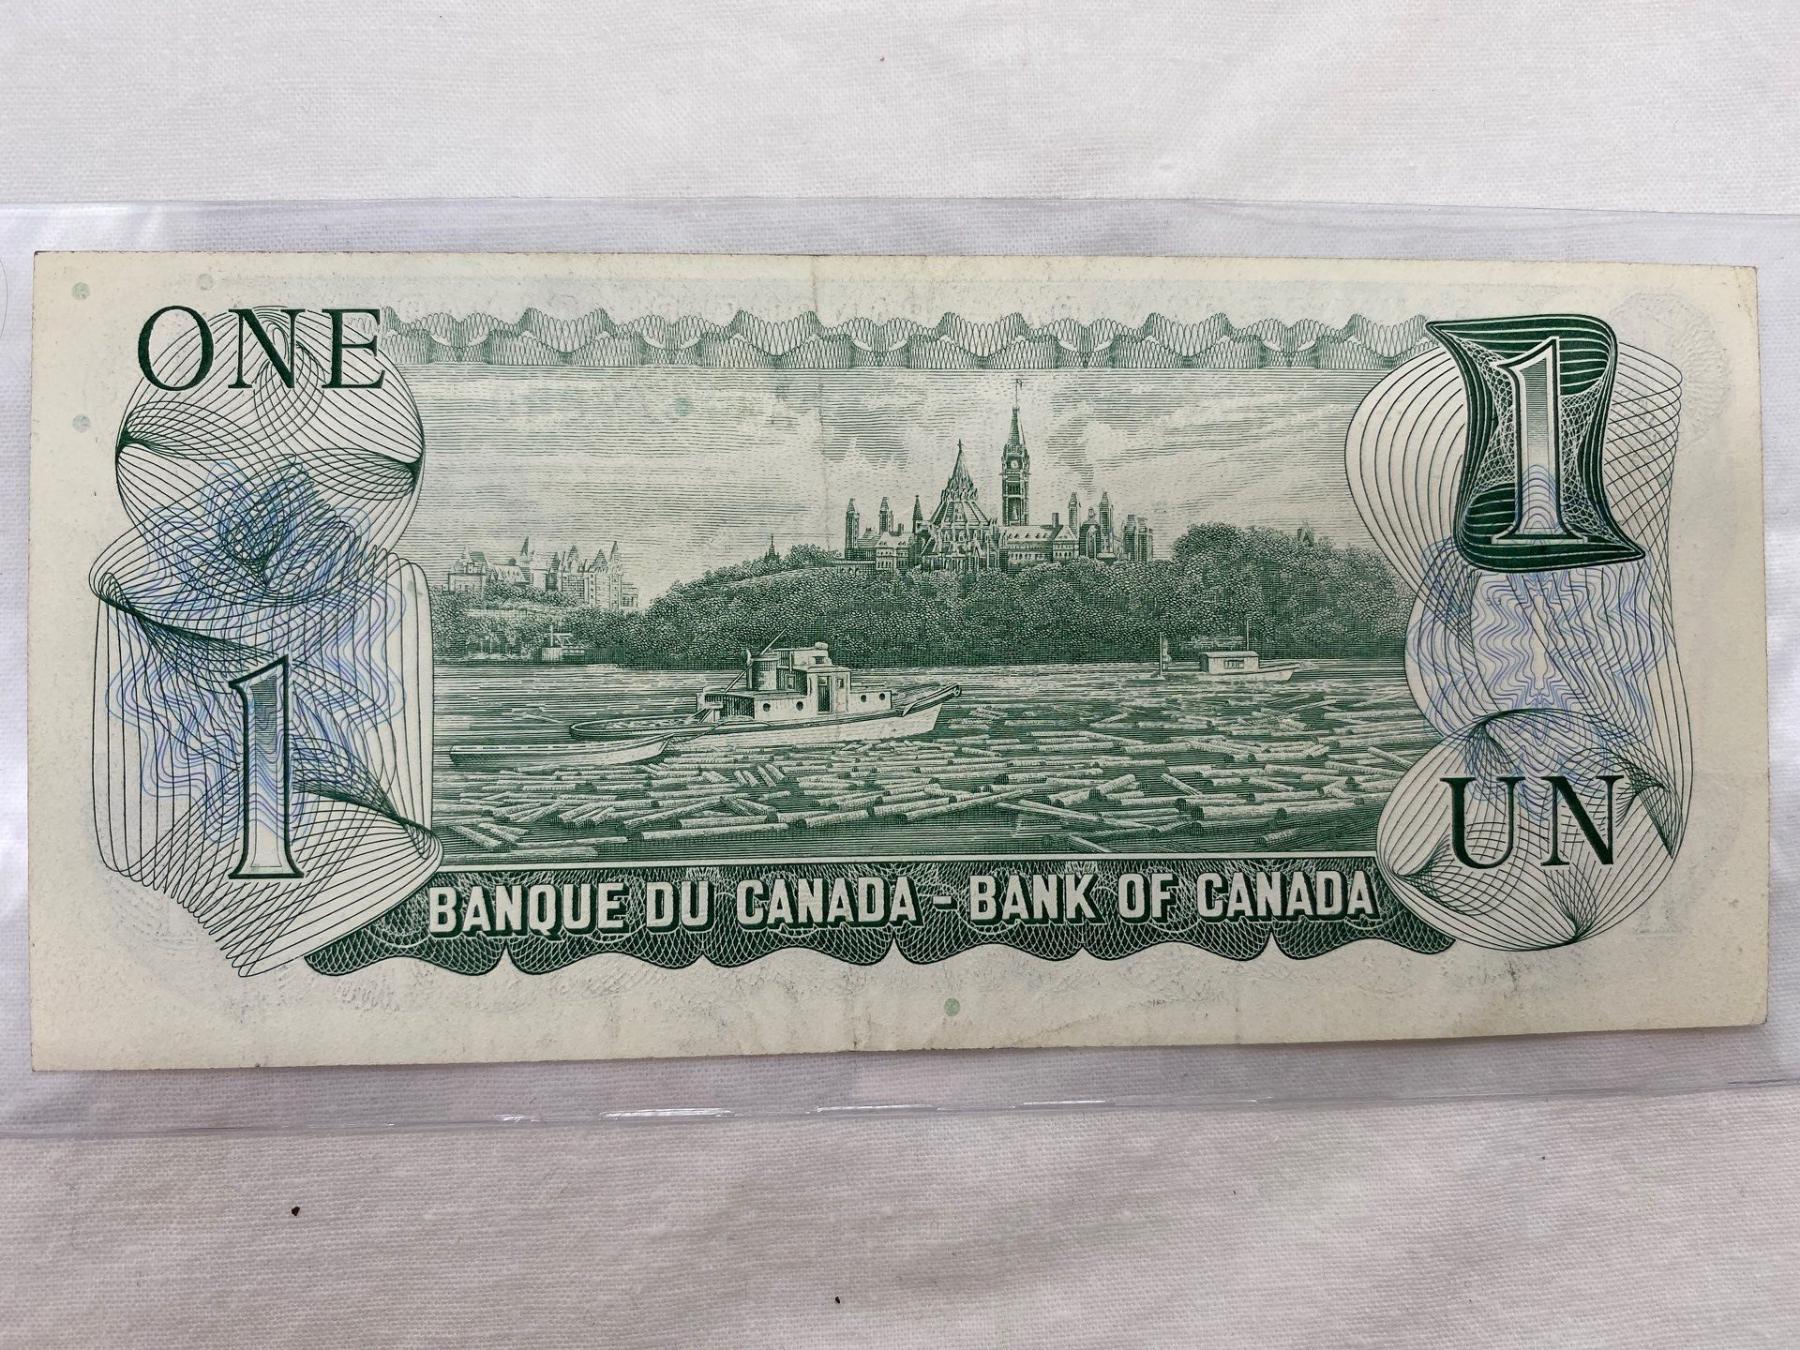 ONE
1
1
UN
BANQUE DU CANADA - BANK OF CANADA